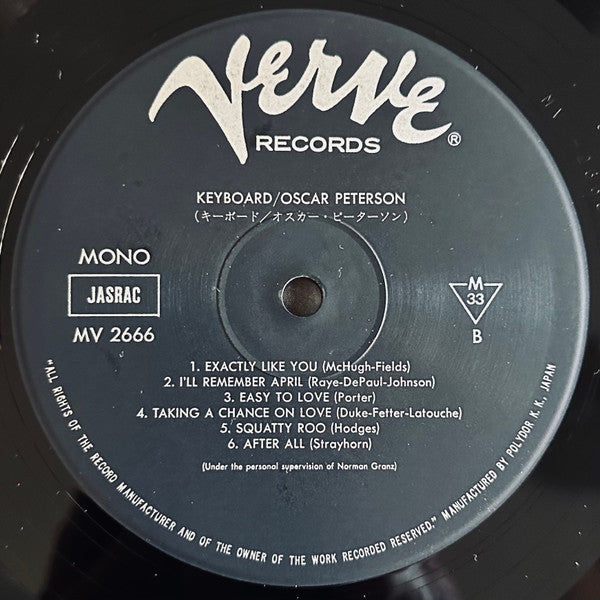 Verve
RECORDS ®
KEYBOARD/OSCAR PETERSON
(キーボード/オスカー・ピーターソン)
MONO
JASRAC
MV 2666
M
33
B
1. EXACTLY LIKE YOU (McHugh-Fields)
2. I'LL REMEMBER APRIL (Raye-DePaul-Johnson)
3. EASY TO LOVE (Porter)
4. TAKING A CHANCE ON LOVE (Duke-Fetter-Latouche)
5. SQUATTY ROO (Hodges)
6. AFTER ALL (Strayhorn)
(Under the personal supervision of Norman Granz)
"ALL RIGHTS OF THE RECORD MANUFACTURER AND OF THE OWNER OF THE WORK RECORDED RESERVED." MANUFACTURED BY POLYDOR K. K., JAPAN